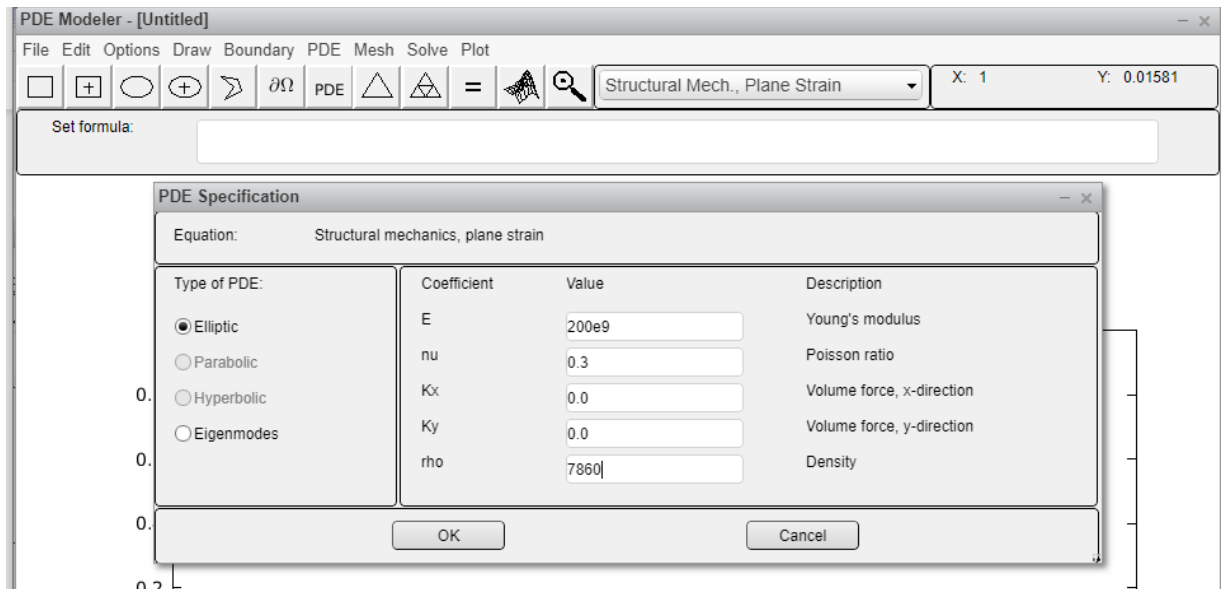 PDE Modeler - [Untitled]
File Edit Options Draw Boundary PDE Mesh Solve Plot
∂Ω PDE = Structural Mech., Plane Strain X: 1 Y: 0.01581
Set formula:
PDE Specification
Equation: Structural mechanics, plane strain
Type of PDE: Coefficient Value Description
Elliptic E 200e9 Young's modulus
Parabolic nu 0.3 Poisson ratio
Hyperbolic Kx 0.0 Volume force, x-direction
Eigenmodes Ky 0.0 Volume force, y-direction
rho 7860 Density
OK Cancel